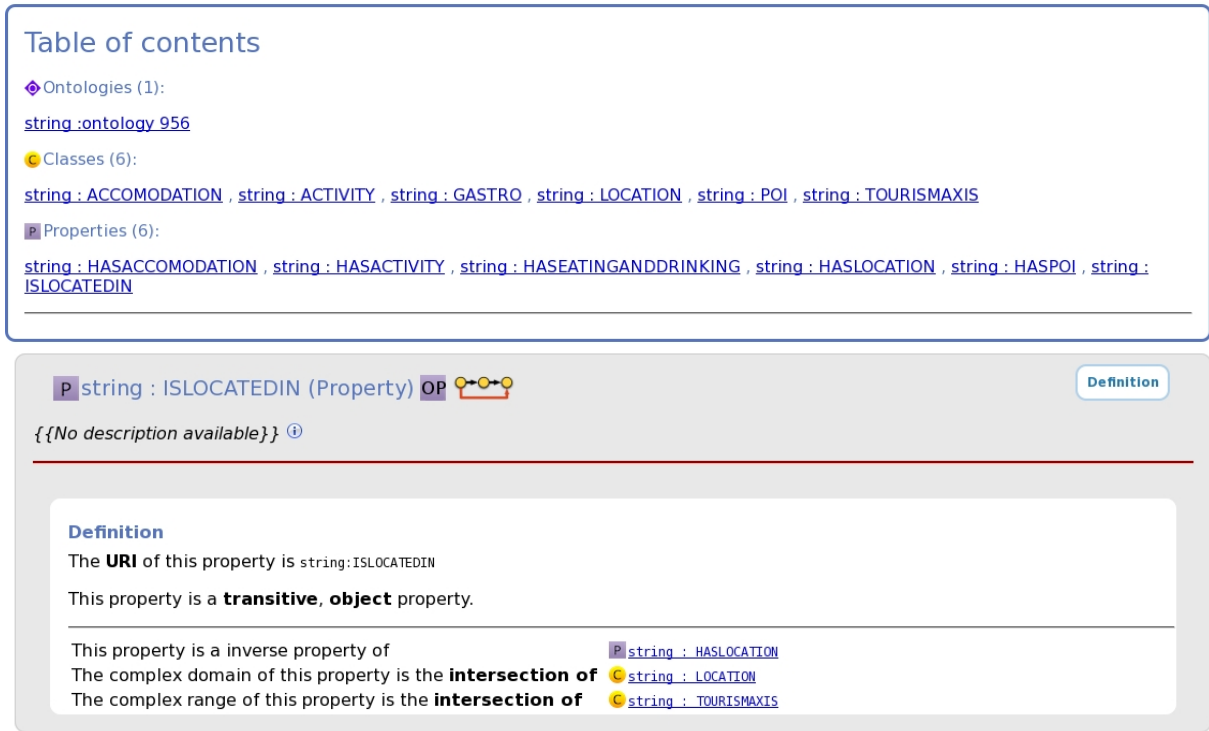 Table of contents
Ontologies (1):
string :ontology 956
C Classes (6):
string : ACCOMODATION , string : ACTIVITY , string : GASTRO , string : LOCATION , string : POI , string : TOURISMAXIS
P Properties (6):
string : HASACCOMODATION , string : HASACTIVITY , string : HASEATINGANDDRINKING , string : HASLOCATION , string : HASPOI , string :
ISLOCATEDIN
P string : ISLOCATEDIN (Property) OP
Definition
{{No description available}} i
Definition
The URI of this property is string:ISLOCATEDIN
This property is a transitive, object property.
This property is a inverse property of P string : HASLOCATION
The complex domain of this property is the intersection of C string : LOCATION
The complex range of this property is the intersection of C string : TOURISMAXIS